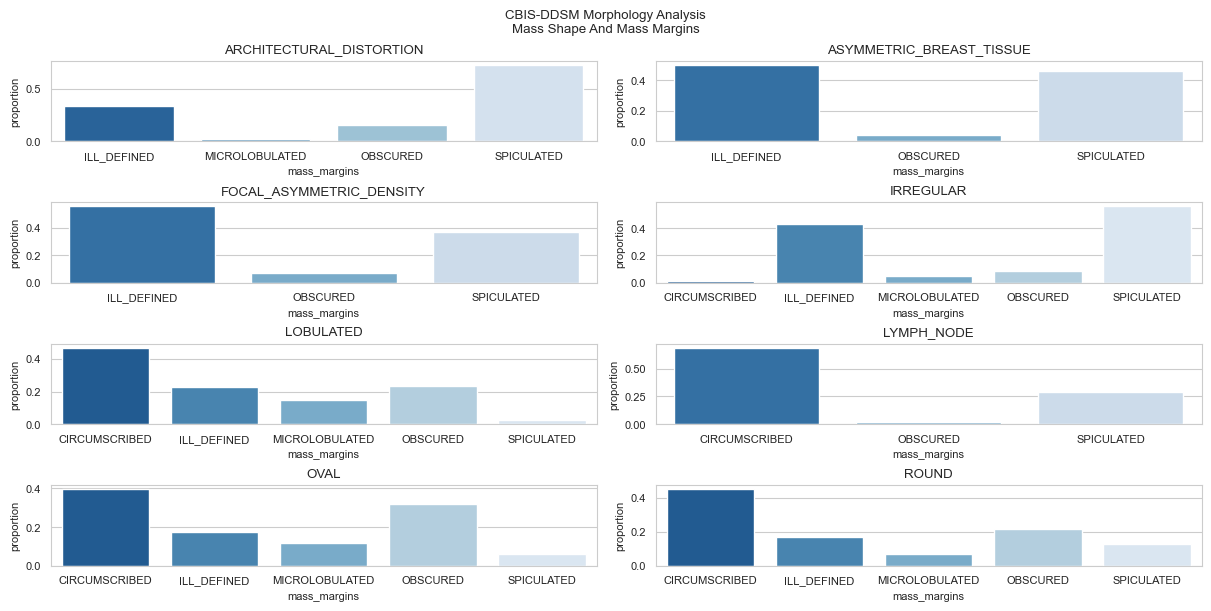 CBIS-DDSM Morphology Analysis
Mass Shape And Mass Margins
ARCHITECTURAL_DISTORTION
proportion
0.5
0.0
ILL_DEFINED MICROLOBULATED OBSCURED SPICULATED
mass_margins
ASYMMETRIC_BREAST_TISSUE
proportion
0.4
0.2
0.0
ILL_DEFINED OBSCURED SPICULATED
mass_margins
FOCAL_ASYMMETRIC_DENSITY
proportion
0.4
0.2
0.0
ILL_DEFINED OBSCURED SPICULATED
mass_margins
IRREGULAR
proportion
0.4
0.2
0.0
CIRCUMSCRIBED ILL_DEFINED MICROLOBULATED OBSCURED SPICULATED
mass_margins
LOBULATED
proportion
0.4
0.2
0.0
CIRCUMSCRIBED ILL_DEFINED MICROLOBULATED OBSCURED SPICULATED
mass_margins
LYMPH_NODE
proportion
0.50
0.25
0.00
CIRCUMSCRIBED OBSCURED SPICULATED
mass_margins
OVAL
proportion
0.4
0.2
0.0
CIRCUMSCRIBED ILL_DEFINED MICROLOBULATED OBSCURED SPICULATED
mass_margins
ROUND
proportion
0.4
0.2
0.0
CIRCUMSCRIBED ILL_DEFINED MICROLOBULATED OBSCURED SPICULATED
mass_margins